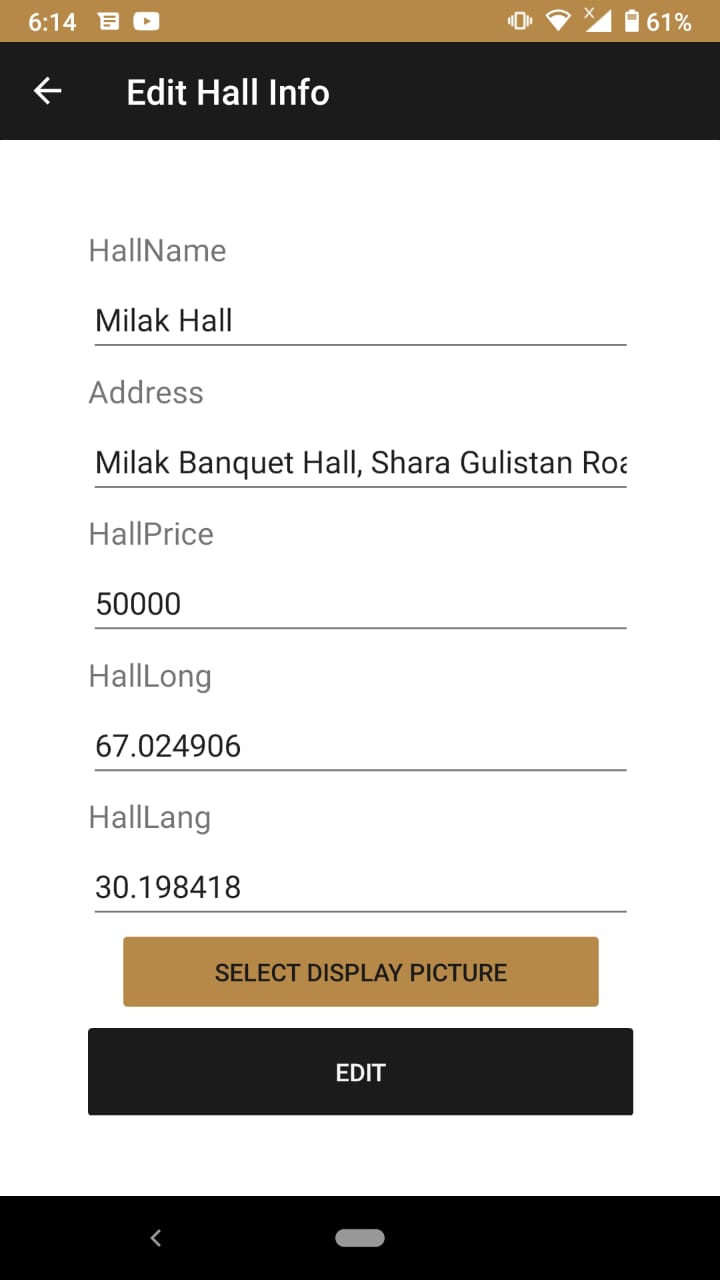 6:14 61%
Edit Hall Info
HallName
Milak Hall
Address
Milak Banquet Hall, Shara Gulistan Roa
HallPrice
50000
HallLong
67.024906
HallLang
30.198418
SELECT DISPLAY PICTURE
EDIT